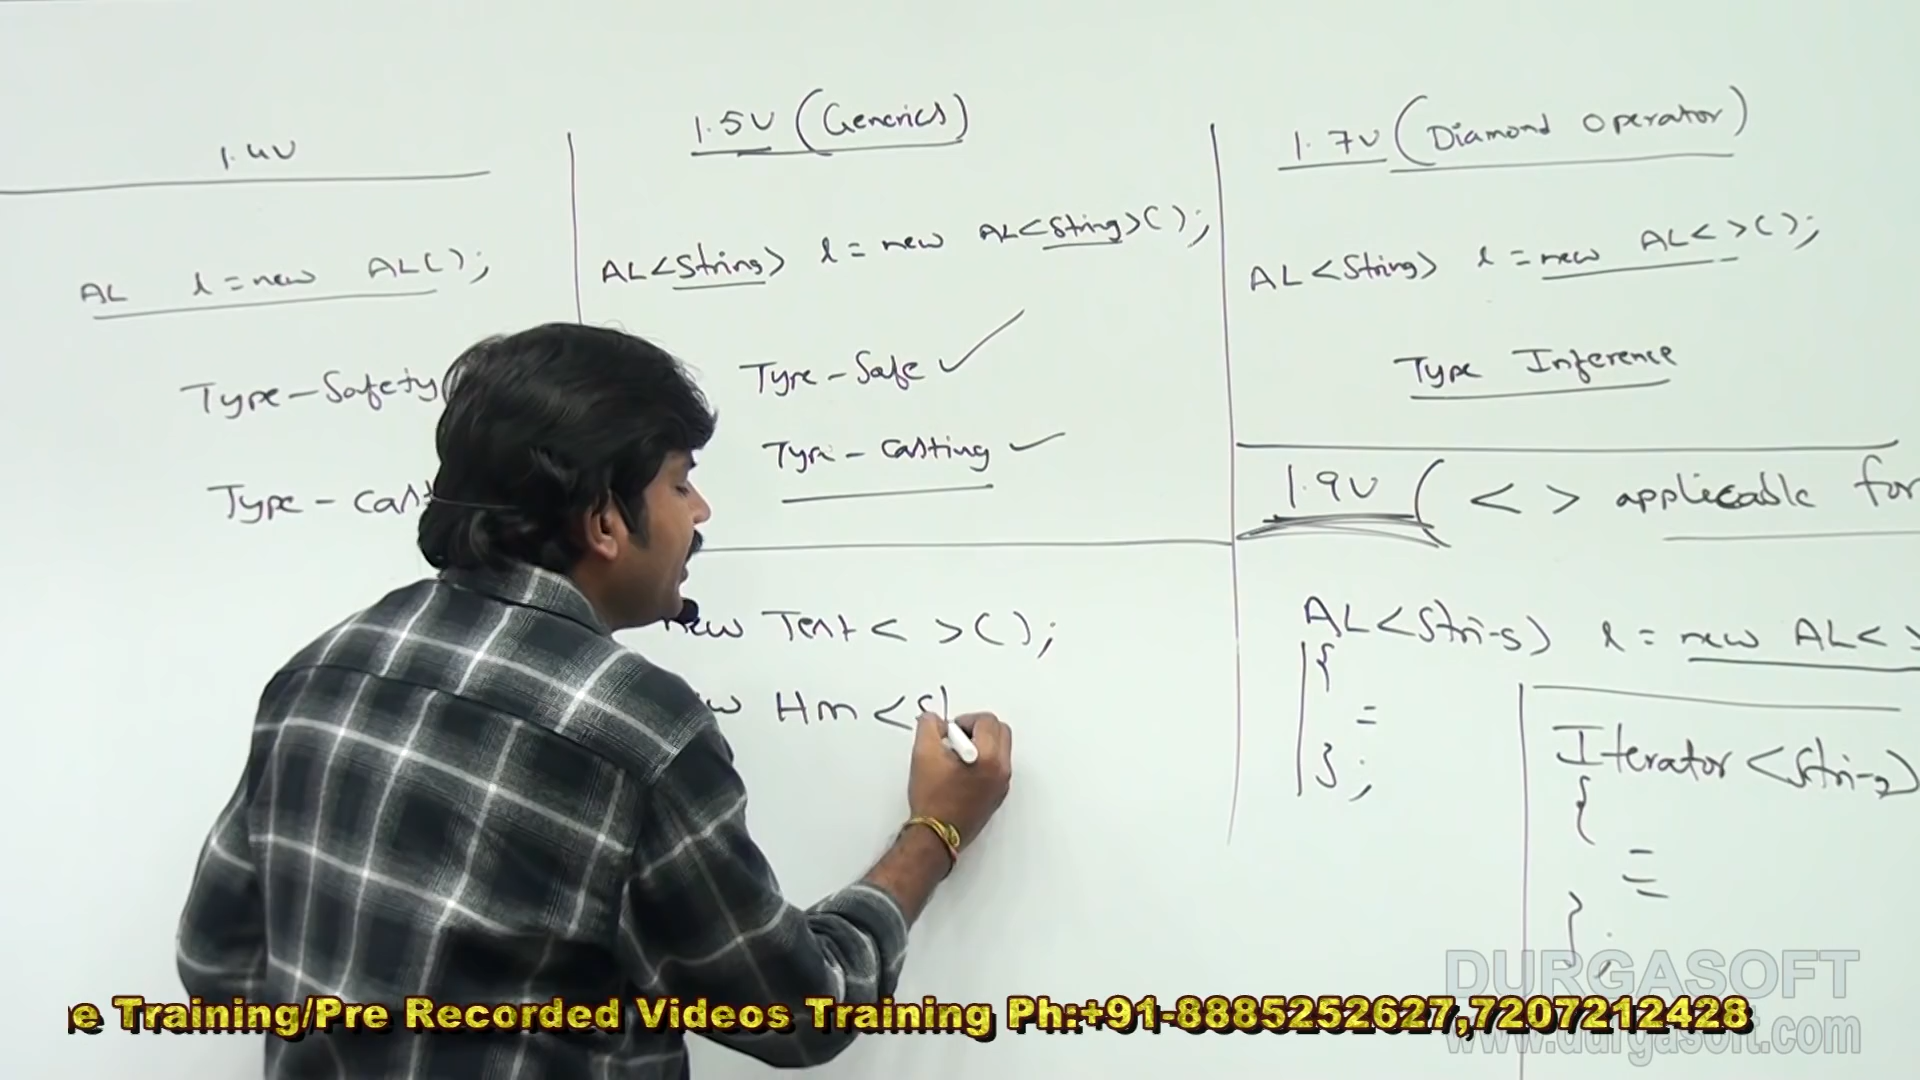 1.4V
AL l = new AL();
Type-Safety
Type-cast
1.5V (Generics)
AL<String> l = new AL<String>();
Type-Safe ✓
Type-Casting ✓
new Test< >();
Hm <S
1.7V (Diamond Operator)
AL<String> l = new AL< >();
Type Inference
1.9V ( < > applicable for
AL<Stri-g> l = new AL< >
{
=
};
Iterator<Stri-g>
{
=
};
DURGASOFT
www.durgasoft.com
e Training/Pre Recorded Videos Training Ph:+91-8885252627,7207212428